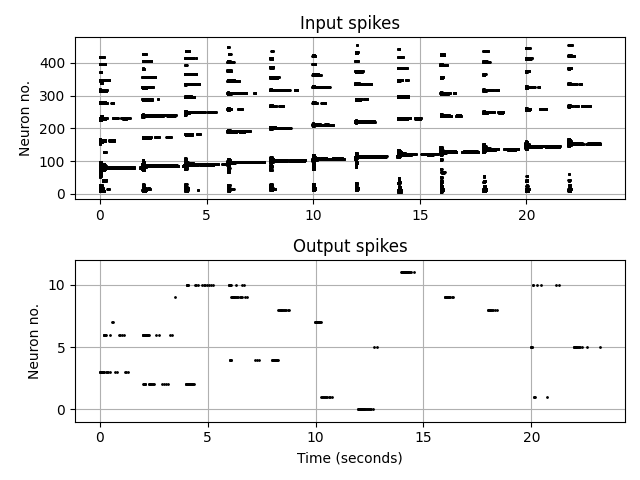 Input spikes
Neuron no.
400
300
200
100
0
0 5 10 15 20
Output spikes
Neuron no.
10
5
0
0 5 10 15 20
Time (seconds)